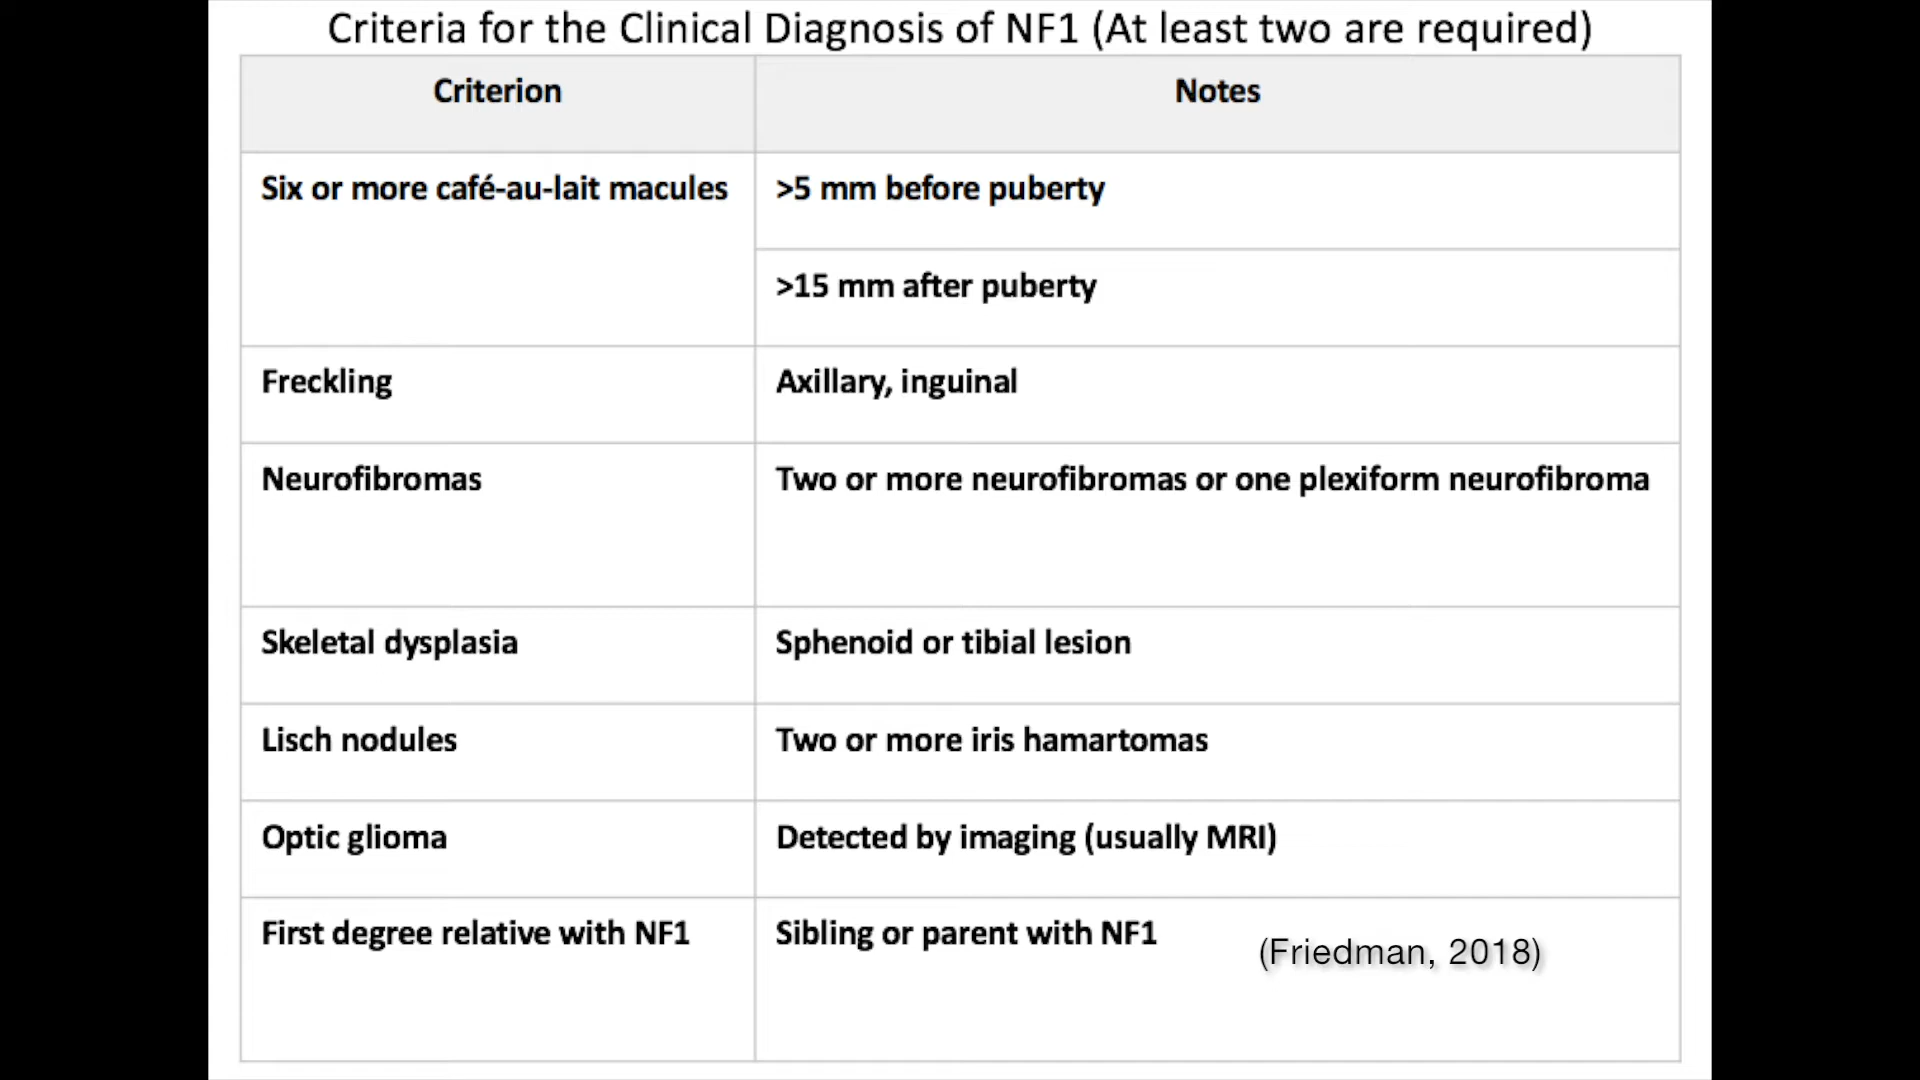 Criteria for the Clinical Diagnosis of NF1 (At least two are required)
Criterion
Notes
Six or more café-au-lait macules
>5 mm before puberty
>15 mm after puberty
Freckling
Axillary, inguinal
Neurofibromas
Two or more neurofibromas or one plexiform neurofibroma
Skeletal dysplasia
Sphenoid or tibial lesion
Lisch nodules
Two or more iris hamartomas
Optic glioma
Detected by imaging (usually MRI)
First degree relative with NF1
Sibling or parent with NF1
(Friedman, 2018)